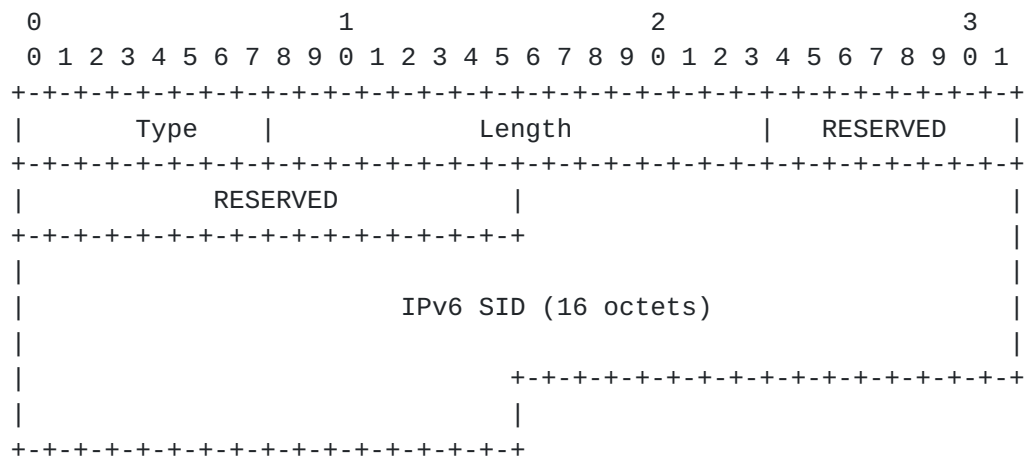 0                   1                   2                   3
 0 1 2 3 4 5 6 7 8 9 0 1 2 3 4 5 6 7 8 9 0 1 2 3 4 5 6 7 8 9 0 1
+-+-+-+-+-+-+-+-+-+-+-+-+-+-+-+-+-+-+-+-+-+-+-+-+-+-+-+-+-+-+-+-+
|       Type    |             Length            |   RESERVED    |
+-+-+-+-+-+-+-+-+-+-+-+-+-+-+-+-+-+-+-+-+-+-+-+-+-+-+-+-+-+-+-+-+
|            RESERVED           |                               |
+-+-+-+-+-+-+-+-+-+-+-+-+-+-+-+-+                               |
|                                                               |
|                        IPv6 SID (16 octets)                   |
|                                                               |
|                               +-+-+-+-+-+-+-+-+-+-+-+-+-+-+-+-+
|                               |
+-+-+-+-+-+-+-+-+-+-+-+-+-+-+-+-+